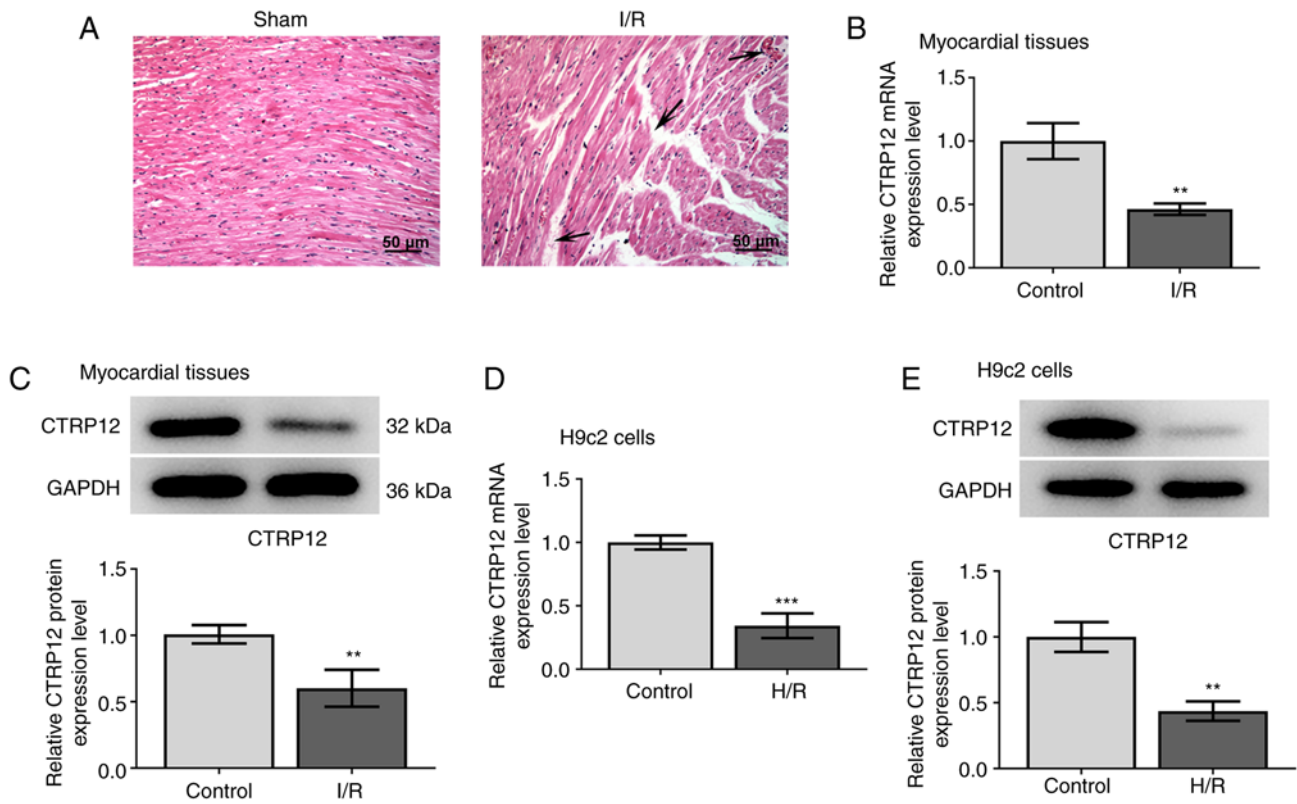 A
Sham
I/R
50 µm
50 µm
B
Myocardial tissues
Relative CTRP12 mRNA
expression level
1.5
1.0
0.5
0.0
**
Control
I/R
C
Myocardial tissues
CTRP12
32 kDa
GAPDH
36 kDa
CTRP12
Relative CTRP12 protein
expression level
1.5
1.0
0.5
0.0
**
Control
I/R
D
H9c2 cells
Relative CTRP12 mRNA
expression level
1.5
1.0
0.5
0.0
***
Control
H/R
E
H9c2 cells
CTRP12
GAPDH
CTRP12
Relative CTRP12 protein
expression level
1.5
1.0
0.5
0.0
**
Control
H/R